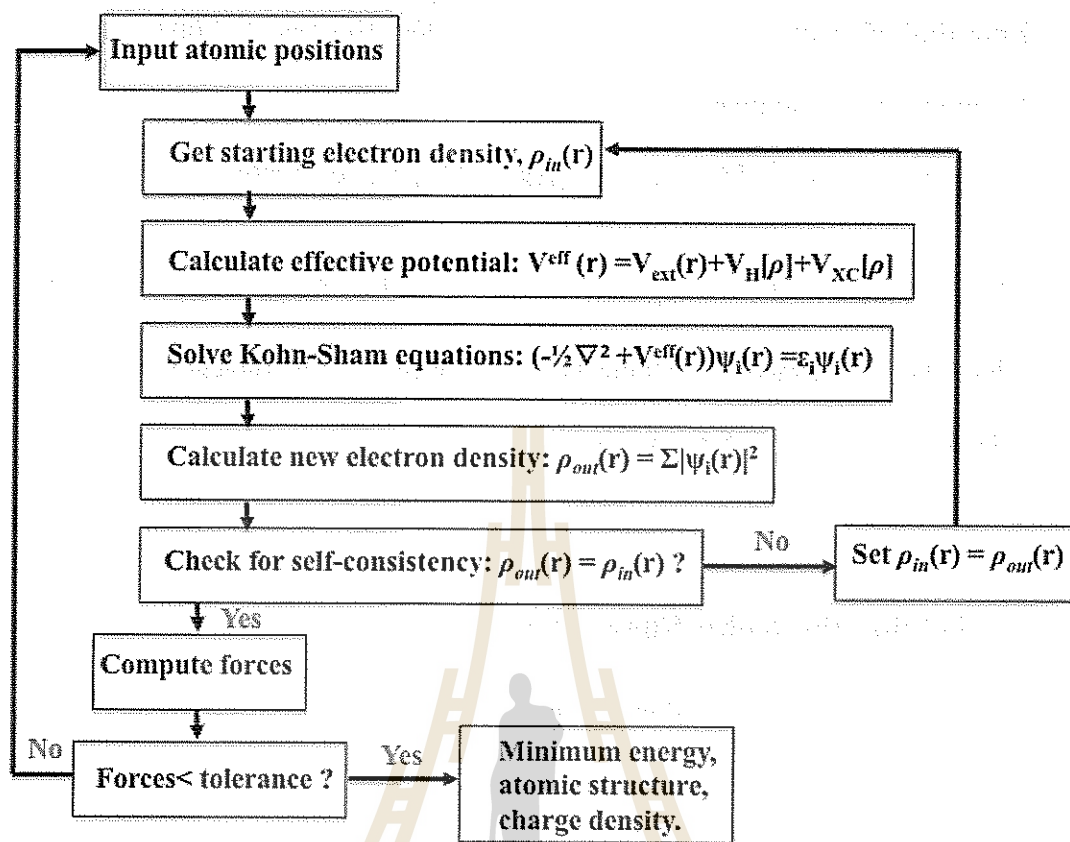 Input atomic positions
Get starting electron density, ρin(r)
Calculate effective potential: Veff (r) =Vext(r)+VH[ρ]+VXC[ρ]
Solve Kohn-Sham equations: (-½∇² +Veff(r))ψi(r) =εiψi(r)
Calculate new electron density: ρout(r) = Σ|ψi(r)|²
Check for self-consistency: ρout(r) = ρin(r) ?
No
Set ρin(r) = ρout(r)
Yes
Compute forces
No
Forces< tolerance ?
Yes
Minimum energy,
atomic structure,
charge density.